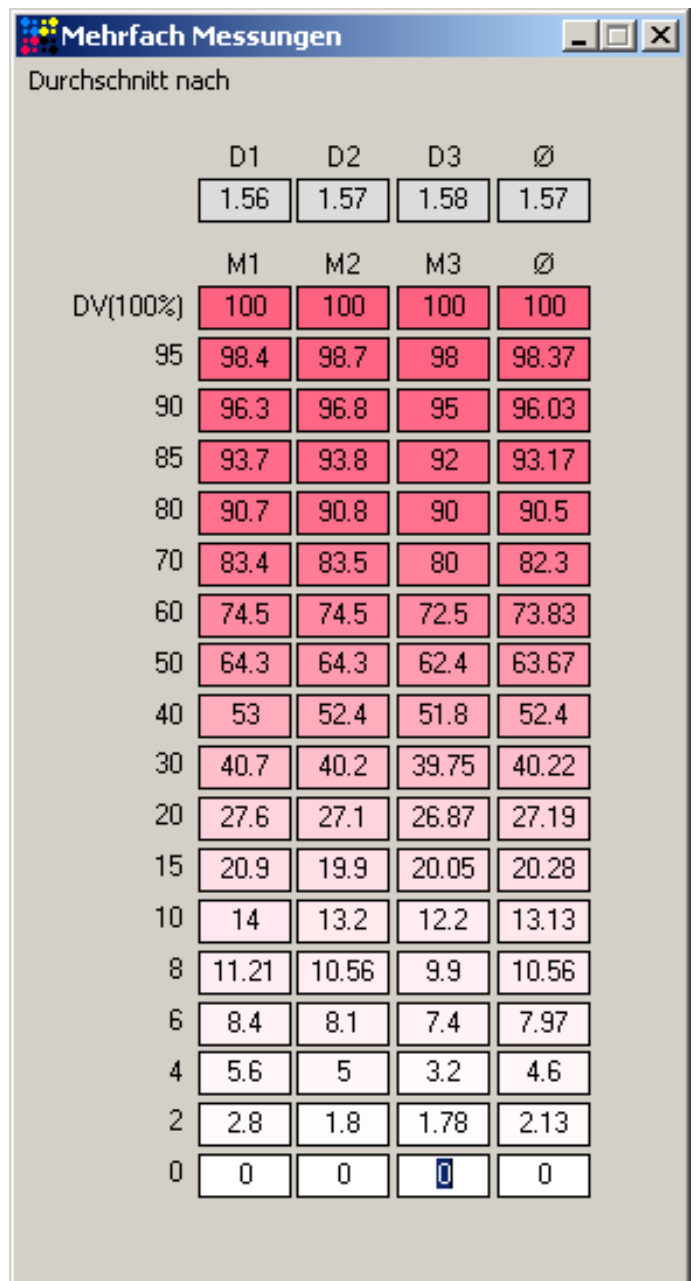 Mehrfach Messungen
Durchschnitt nach
D1 D2 D3 Ø
1.56 1.57 1.58 1.57
M1 M2 M3 Ø
DV(100%) 100 100 100 100
95 98.4 98.7 98 98.37
90 96.3 96.8 95 96.03
85 93.7 93.8 92 93.17
80 90.7 90.8 90 90.5
70 83.4 83.5 80 82.3
60 74.5 74.5 72.5 73.83
50 64.3 64.3 62.4 63.67
40 53 52.4 51.8 52.4
30 40.7 40.2 39.75 40.22
20 27.6 27.1 26.87 27.19
15 20.9 19.9 20.05 20.28
10 14 13.2 12.2 13.13
8 11.21 10.56 9.9 10.56
6 8.4 8.1 7.4 7.97
4 5.6 5 3.2 4.6
2 2.8 1.8 1.78 2.13
0 0 0 0 0